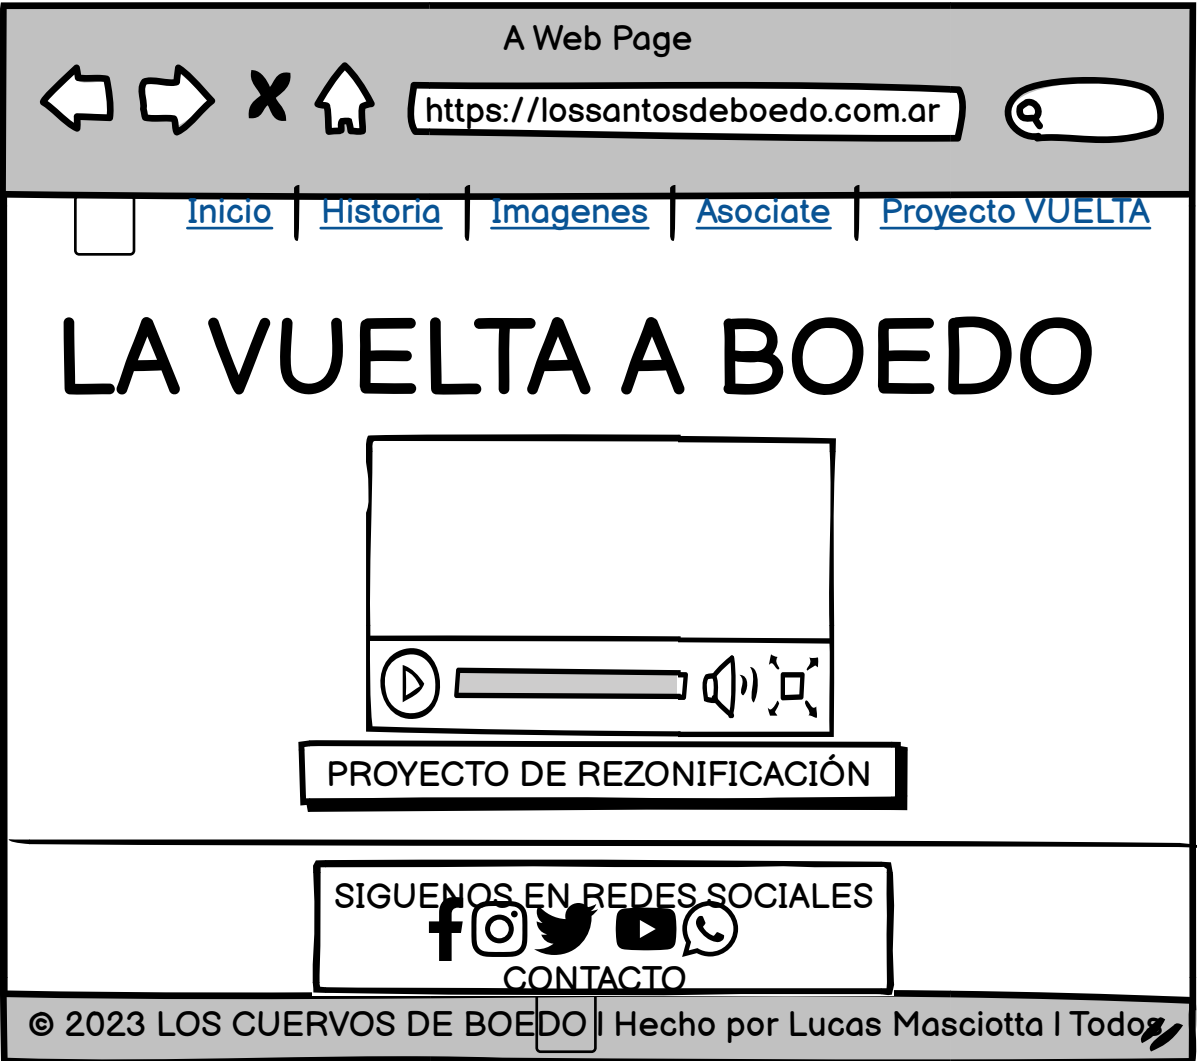 A Web Page
https://lossantosdeboedo.com.ar
Inicio | Historia | Imagenes | Asociate | Proyecto VUELTA
LA VUELTA A BOEDO
PROYECTO DE REZONIFICACIÓN
SIGUENOS EN REDES SOCIALES
CONTACTO
© 2023 LOS CUERVOS DE BOEDO | Hecho por Lucas Masciotta | Todos